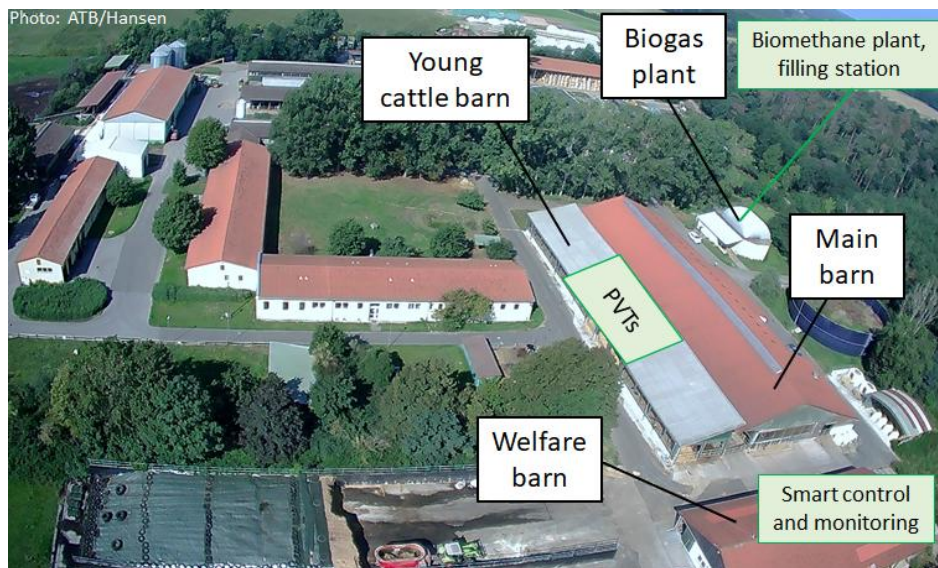 Photo: ATB/Hansen
Young
cattle barn
Biogas
plant
Biomethane plant,
filling station
Main
barn
PVTs
Welfare
barn
Smart control
and monitoring